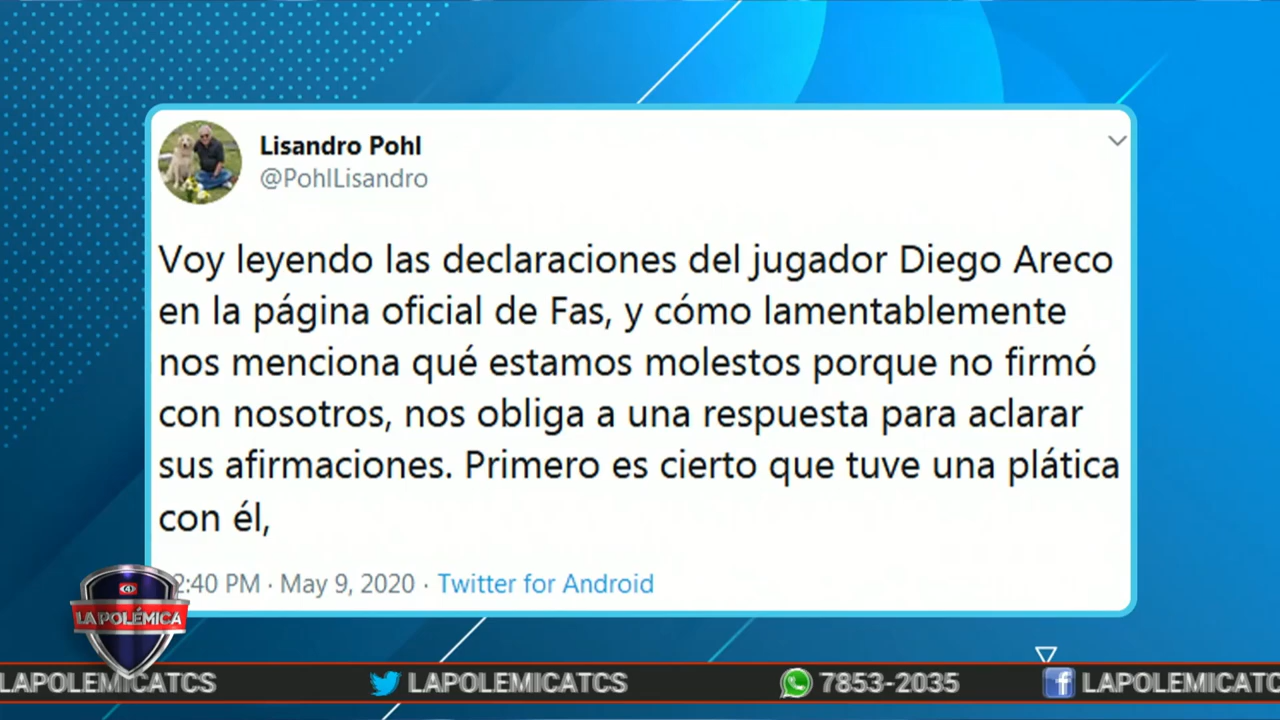 Lisandro Pohl
@PohlLisandro
Voy leyendo las declaraciones del jugador Diego Areco
en la página oficial de Fas, y cómo lamentablemente
nos menciona qué estamos molestos porque no firmó
con nosotros, nos obliga a una respuesta para aclarar
sus afirmaciones. Primero es cierto que tuve una plática
con él,
2:40 PM · May 9, 2020 · Twitter for Android
4
LA POLÉMICA
LAPOLEMICATCS LAPOLEMICATCS 7853-2035 LAPOLEMICATC